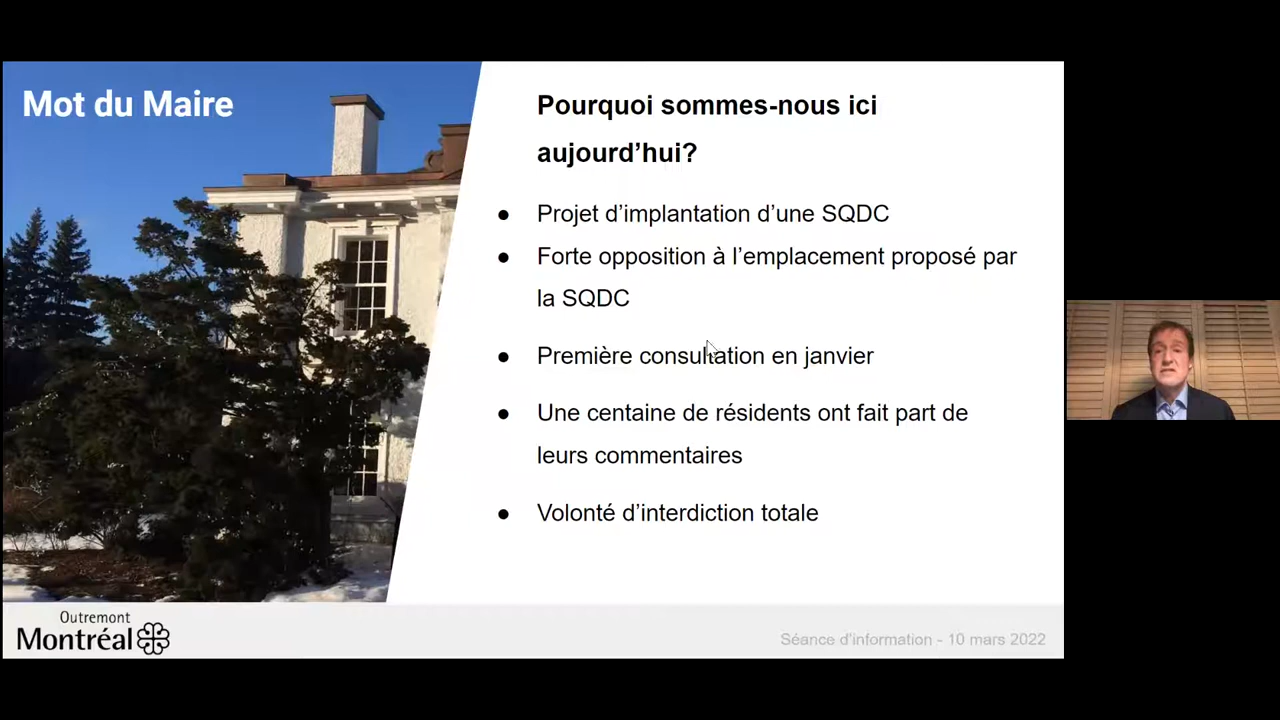 Mot du Maire
Pourquoi sommes-nous ici
aujourd’hui?
● Projet d’implantation d’une SQDC
● Forte opposition à l’emplacement proposé par
la SQDC
● Première consultation en janvier
● Une centaine de résidents ont fait part de
leurs commentaires
● Volonté d’interdiction totale
Outremont
Montréal
Séance d’information - 10 mars 2022